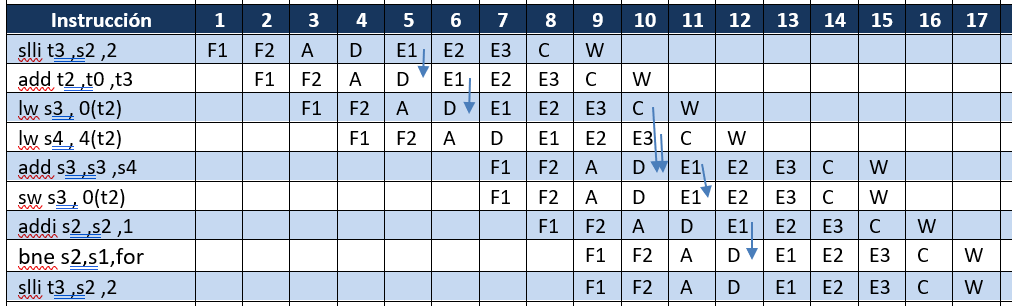 Instrucción 1 2 3 4 5 6 7 8 9 10 11 12 13 14 15 16 17
slli t3 ,s2 ,2 F1 F2 A D E1 E2 E3 C W
add t2 ,t0 ,t3 F1 F2 A D E1 E2 E3 C W
lw s3 , 0(t2) F1 F2 A D E1 E2 E3 C W
lw s4 , 4(t2) F1 F2 A D E1 E2 E3 C W
add s3 ,s3 ,s4 F1 F2 A D E1 E2 E3 C W
sw s3 , 0(t2) F1 F2 A D E1 E2 E3 C W
addi s2 ,s2 ,1 F1 F2 A D E1 E2 E3 C W
bne s2,s1,for F1 F2 A D E1 E2 E3 C W
slli t3 ,s2 ,2 F1 F2 A D E1 E2 E3 C W